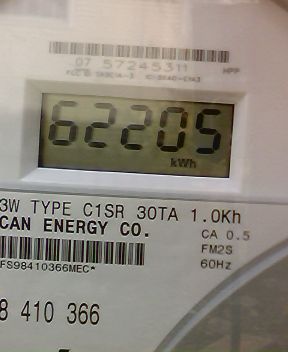 07 57245311
HPP
62205
kWh
3W TYPE C1SR 30TA 1.0Kh
CAN ENERGY CO. CA 0.5
FM2S
FS98410366MEC* 60Hz
8 410 366